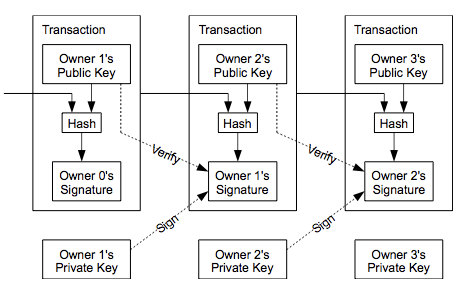 Transaction
Owner 1's
Public Key
Hash
Owner 0's
Signature
Owner 1's
Private Key
Transaction
Owner 2's
Public Key
Hash
Verify
Owner 1's
Signature
Sign
Owner 2's
Private Key
Transaction
Owner 3's
Public Key
Hash
Verify
Owner 2's
Signature
Sign
Owner 3's
Private Key